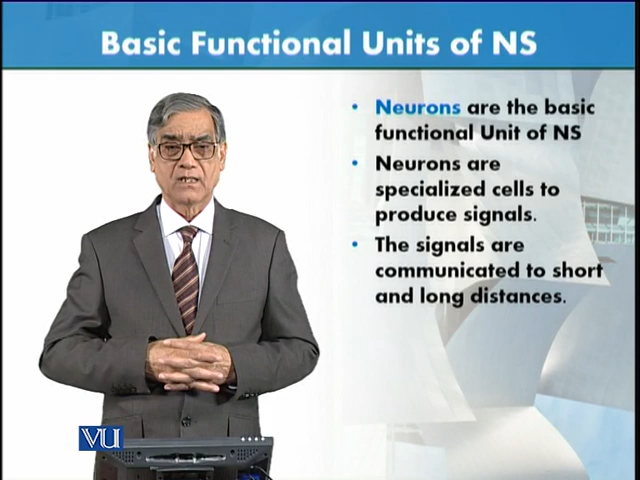 Basic Functional Units of NS
• Neurons are the basic
functional Unit of NS
• Neurons are
specialized cells to
produce signals.
• The signals are
communicated to short
and long distances.
VU